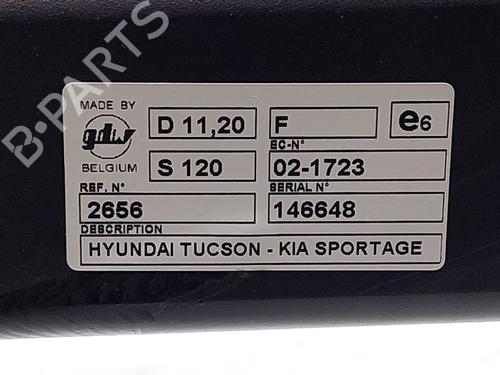 B-PARTS
MADE BY
gdw
BELGIUM
D 11,20
F
e6
S 120
EC-N°
02-1723
REF. N°
2656
SERIAL N°
146648
DESCRIPTION
HYUNDAI TUCSON - KIA SPORTAGE